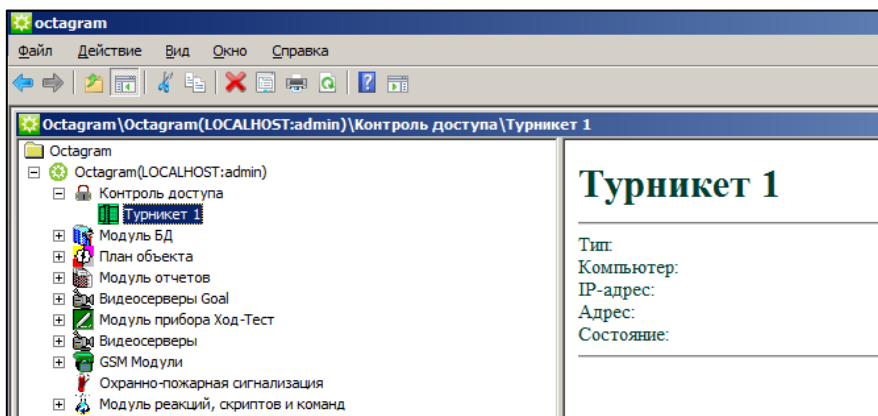 octagram
Файл Действие Вид Окно Справка
Octagram\Octagram(LOCALHOST:admin)\Контроль доступа\Турникет 1
Octagram
Octagram(LOCALHOST:admin)
Контроль доступа
Турникет 1
Модуль БД
План объекта
Модуль отчетов
Видеосерверы Goal
Модуль прибора Ход-Тест
Видеосерверы
GSM Модули
Охранно-пожарная сигнализация
Модуль реакций, скриптов и команд
Турникет 1
Тип:
Компьютер:
IP-адрес:
Адрес:
Состояние: